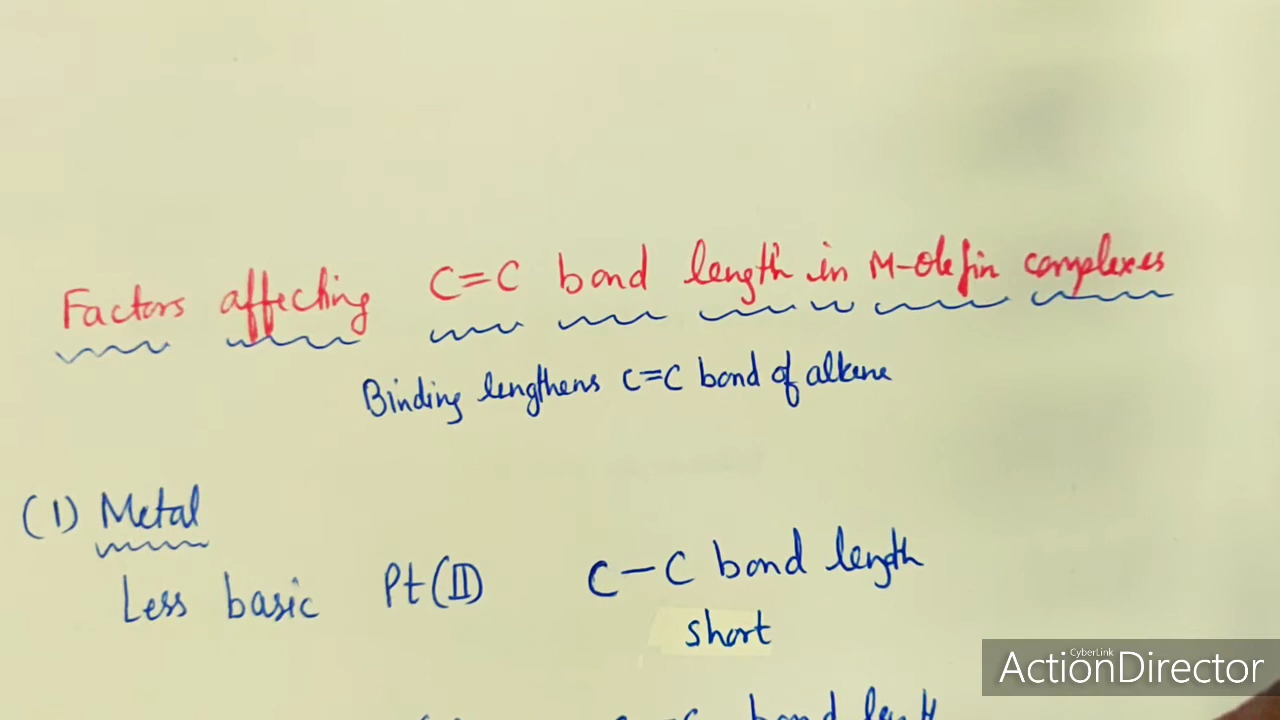 Factors affecting C=C bond length in M-olefin complexes
Binding lengthens C=C bond of alkene
(1) Metal
Less basic Pt(II) C-C bond length
short
bond
CyberLink
ActionDirector